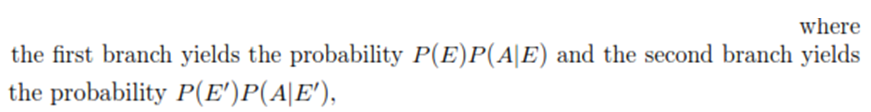 where
the first branch yields the probability P(E)P(A|E) and the second branch yields
the probability P(E′)P(A|E′),